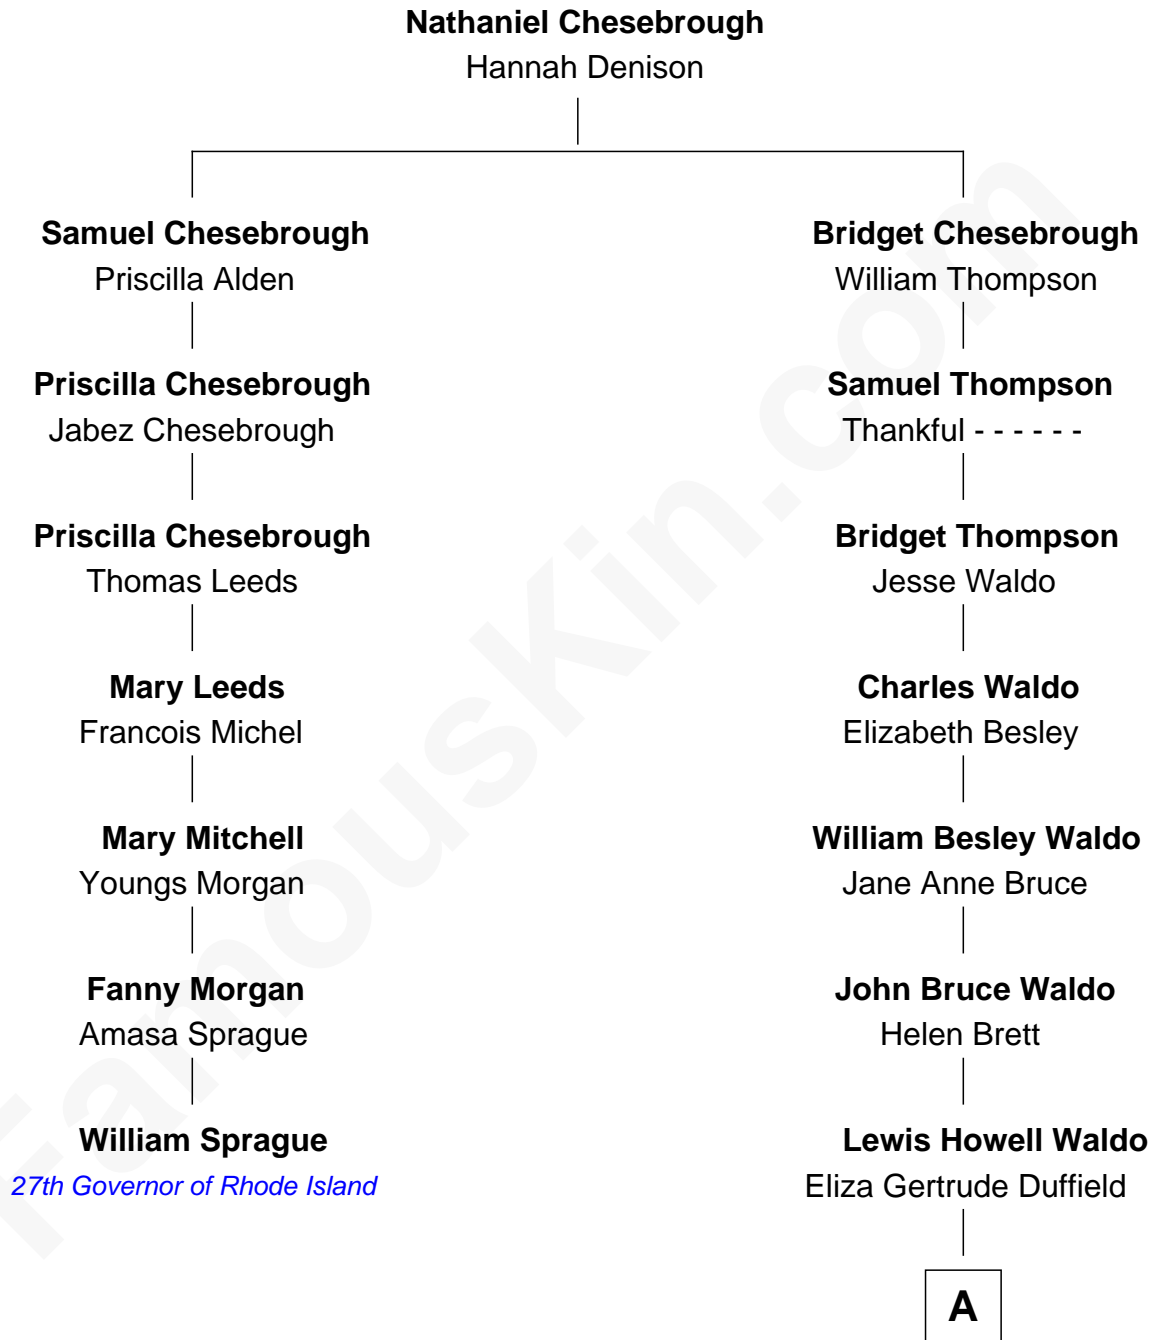 Nathaniel Chesebrough
Hannah Denison
Samuel Chesebrough
Priscilla Alden
Bridget Chesebrough
William Thompson
Priscilla Chesebrough
Jabez Chesebrough
Samuel Thompson
Thankful - - - - - -
Priscilla Chesebrough
Thomas Leeds
Bridget Thompson
Jesse Waldo
Mary Leeds
Francois Michel
Charles Waldo
Elizabeth Besley
Mary Mitchell
Youngs Morgan
William Besley Waldo
Jane Anne Bruce
Fanny Morgan
Amasa Sprague
John Bruce Waldo
Helen Brett
William Sprague
27th Governor of Rhode Island
Lewis Howell Waldo
Eliza Gertrude Duffield
A
FamousKin.com